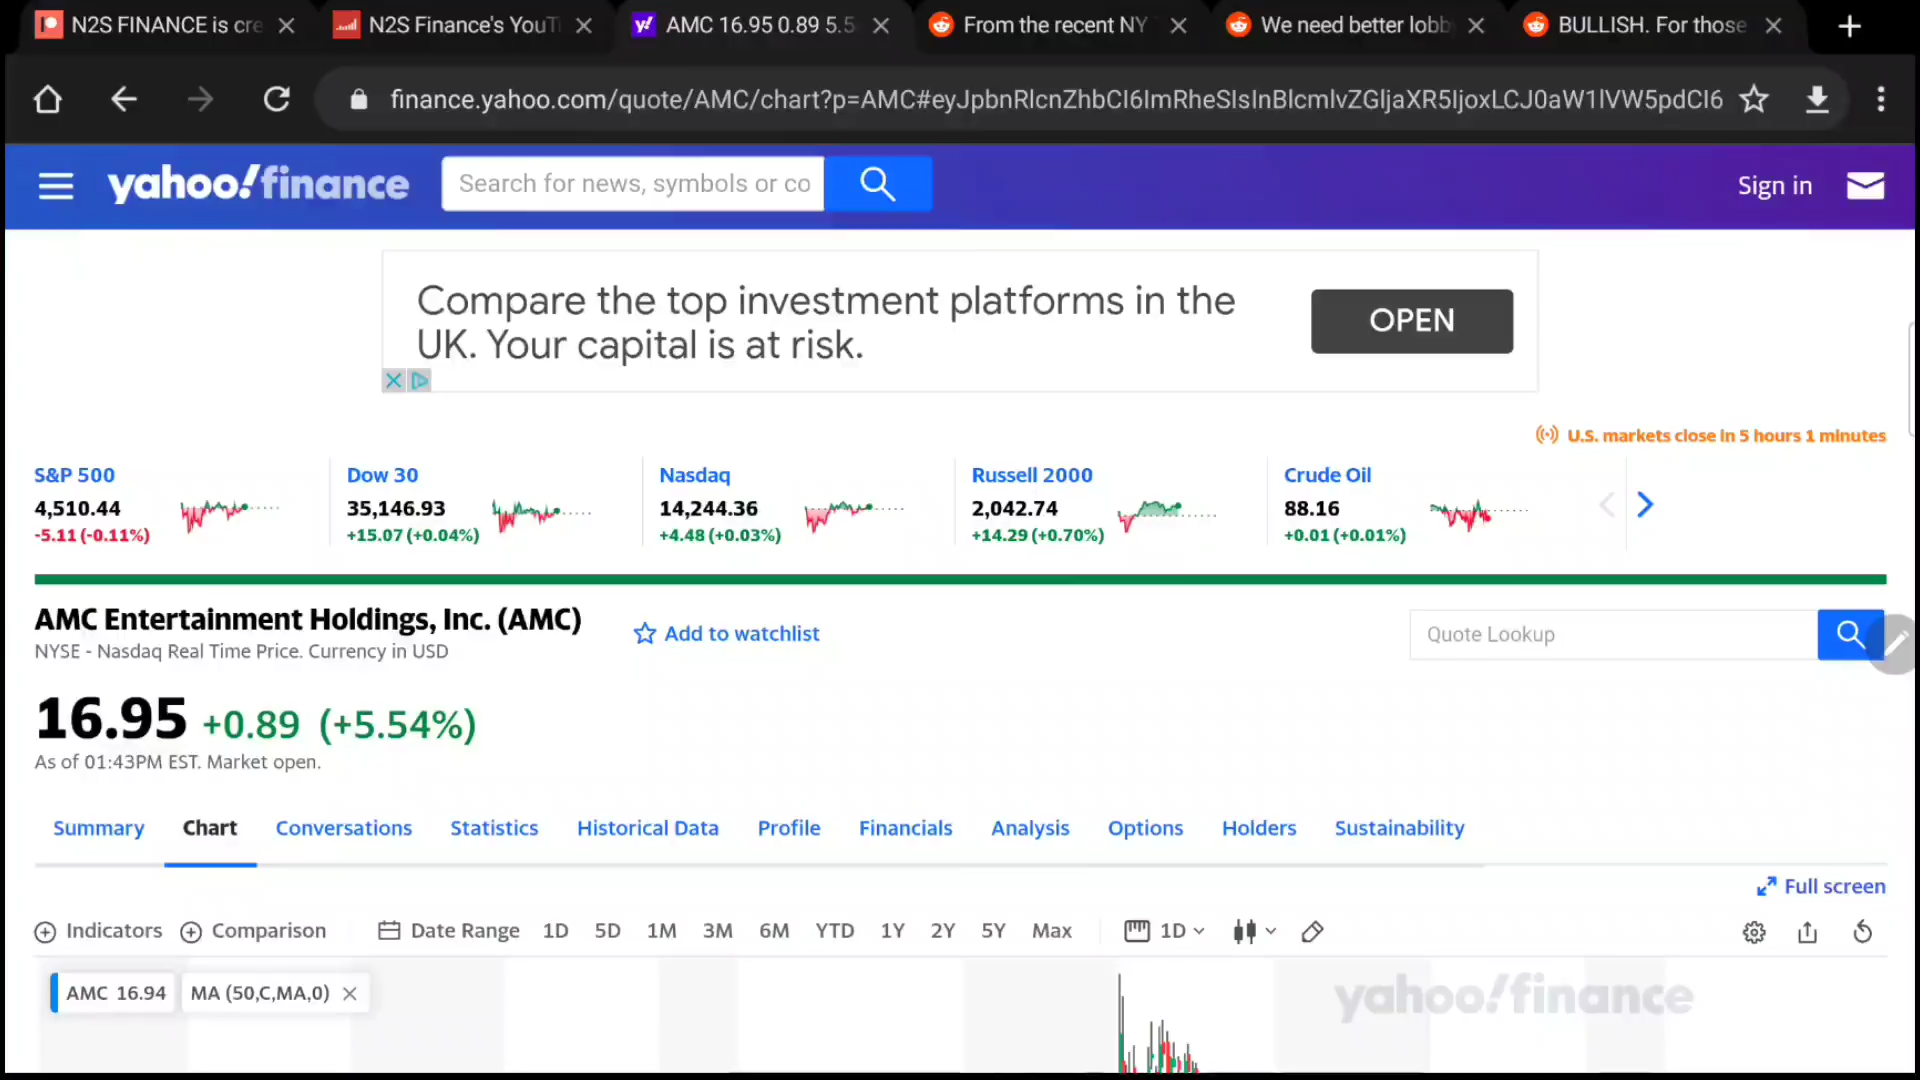 N2S FINANCE is cre
N2S Finance's YouT
AMC 16.95 0.89 5.5
From the recent NY
We need better lobb
BULLISH. For those
finance.yahoo.com/quote/AMC/chart?p=AMC#eyJpbnRlcnZhbCI6ImRheSIsInBlcmlvZGljaXR5IjoxLCJ0aW1lVW5pdCI6
yahoo!finance
Search for news, symbols or co
Sign in
Compare the top investment platforms in the
UK. Your capital is at risk.
OPEN
U.S. markets close in 5 hours 1 minutes
S&P 500
4,510.44
-5.11 (-0.11%)
Dow 30
35,146.93
+15.07 (+0.04%)
Nasdaq
14,244.36
+4.48 (+0.03%)
Russell 2000
2,042.74
+14.29 (+0.70%)
Crude Oil
88.16
+0.01 (+0.01%)
AMC Entertainment Holdings, Inc. (AMC)
NYSE - Nasdaq Real Time Price. Currency in USD
Add to watchlist
Quote Lookup
16.95 +0.89 (+5.54%)
As of 01:43PM EST. Market open.
Summary Chart Conversations Statistics Historical Data Profile Financials Analysis Options Holders Sustainability
Full screen
Indicators Comparison Date Range 1D 5D 1M 3M 6M YTD 1Y 2Y 5Y Max 1D
AMC 16.94 MA (50,C,MA,0)
yahoo!finance